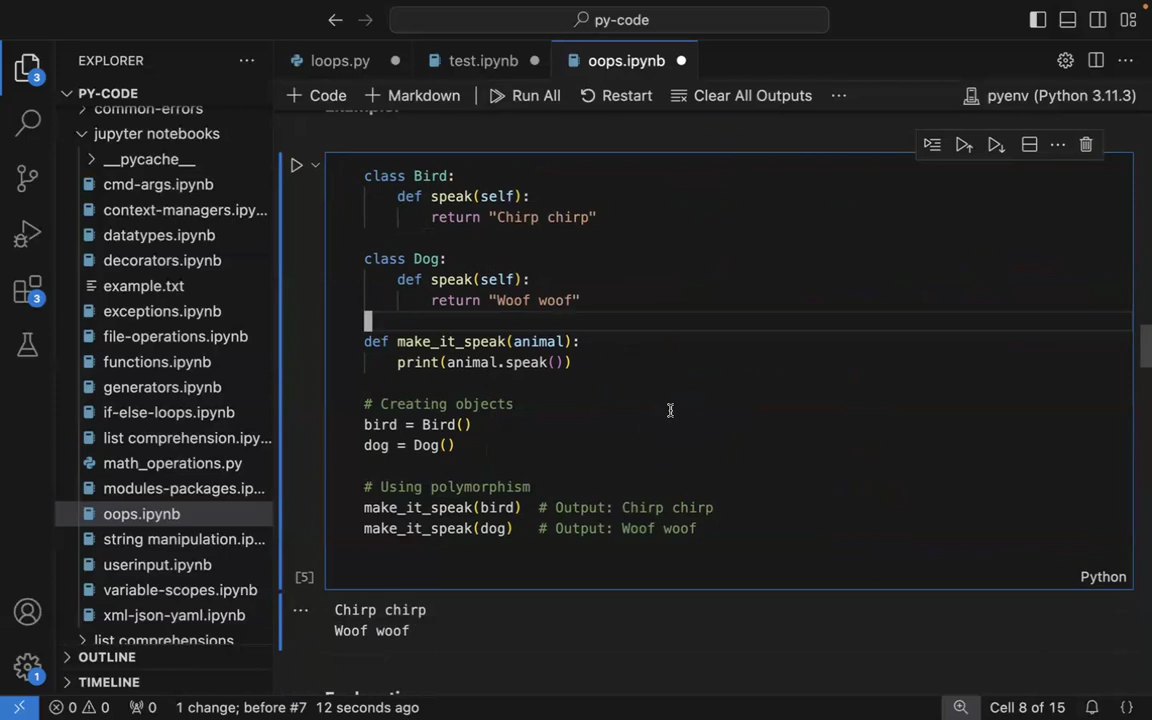 py-code
EXPLORER
loops.py
test.ipynb
oops.ipynb
PY-CODE
Code
Markdown
Run All
Restart
Clear All Outputs
pyenv (Python 3.11.3)
common-errors
jupyter notebooks
__pycache__
cmd-args.ipynb
context-managers.ipy...
datatypes.ipynb
decorators.ipynb
example.txt
exceptions.ipynb
file-operations.ipynb
functions.ipynb
generators.ipynb
if-else-loops.ipynb
list comprehension.ipy...
math_operations.py
modules-packages.ip...
oops.ipynb
string manipulation.ip...
userinput.ipynb
variable-scopes.ipynb
xml-json-yaml.ipynb
list comprehensions
OUTLINE
TIMELINE
3
3
1
class Bird:
def speak(self):
return "Chirp chirp"
class Dog:
def speak(self):
return "Woof woof"
def make_it_speak(animal):
print(animal.speak())
# Creating objects
bird = Bird()
dog = Dog()
# Using polymorphism
make_it_speak(bird)  # Output: Chirp chirp
make_it_speak(dog)   # Output: Woof woof
[5]
Python
Chirp chirp
Woof woof
0 0 0 1 change; before #7 12 seconds ago
Cell 8 of 15